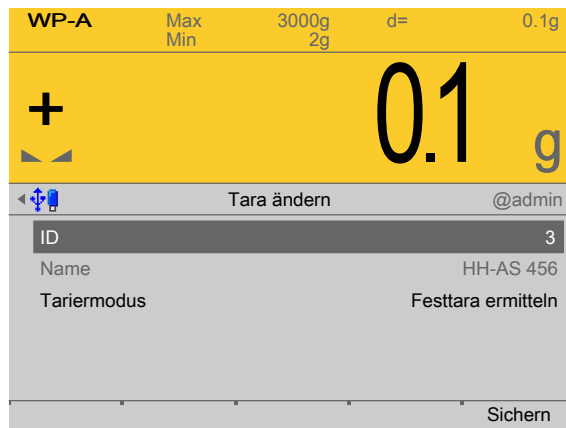 WP-A Max 3000g d= 0.1g
Min 2g
+ 0.1 g
Tara ändern @admin
ID 3
Name HH-AS 456
Tariermodus Festtara ermitteln
Sichern